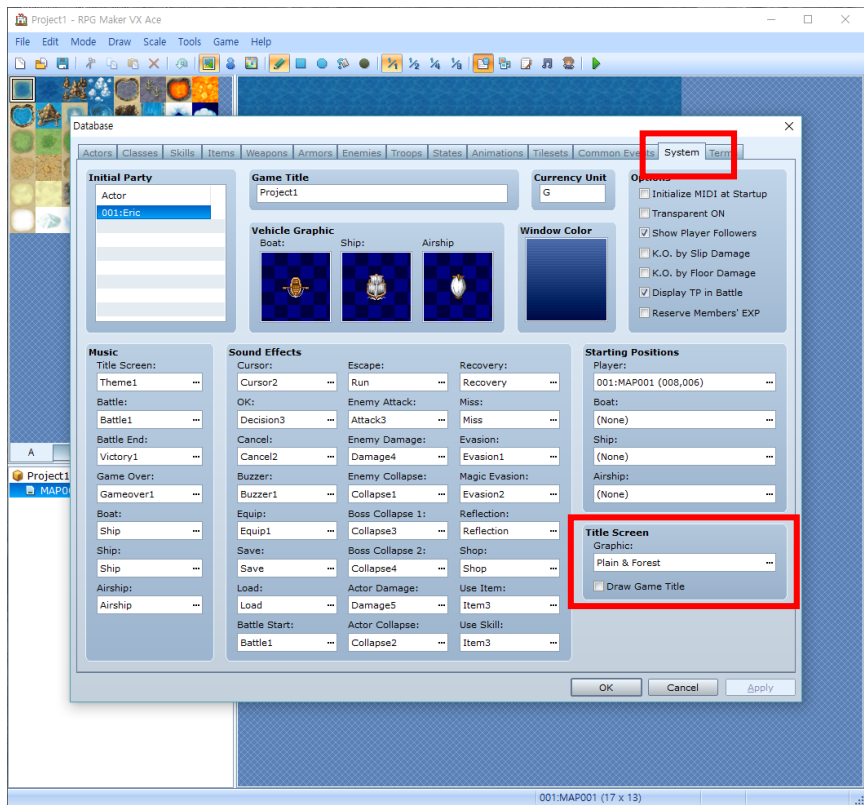 Project1 - RPG Maker VX Ace
File Edit Mode Draw Scale Tools Game Help
1/1 1/2 1/4 1/8
Database
Actors Classes Skills Items Weapons Armors Enemies Troops States Animations Tilesets Common Events System Terms
Initial Party
Actor
001:Eric
Game Title
Project1
Currency Unit
G
Options
Initialize MIDI at Startup
Transparent ON
Show Player Followers
K.O. by Slip Damage
K.O. by Floor Damage
Display TP in Battle
Reserve Members' EXP
Vehicle Graphic
Boat: Ship: Airship
Window Color
Music
Title Screen:
Theme1 ...
Battle:
Battle1 ...
Battle End:
Victory1 ...
Game Over:
Gameover1 ...
Boat:
Ship ...
Ship:
Ship ...
Airship:
Airship ...
Sound Effects
Cursor: Escape: Recovery:
Cursor2 ... Run ... Recovery ...
OK: Enemy Attack: Miss:
Decision3 ... Attack3 ... Miss ...
Cancel: Enemy Damage: Evasion:
Cancel2 ... Damage4 ... Evasion1 ...
Buzzer: Enemy Collapse: Magic Evasion:
Buzzer1 ... Collapse1 ... Evasion2 ...
Equip: Boss Collapse 1: Reflection:
Equip1 ... Collapse3 ... Reflection ...
Save: Boss Collapse 2: Shop:
Save ... Collapse4 ... Shop ...
Load: Actor Damage: Use Item:
Load ... Damage5 ... Item3 ...
Battle Start: Actor Collapse: Use Skill:
Battle1 ... Collapse2 ... Item3 ...
Starting Positions
Player:
001:MAP001 (008,006) ...
Boat:
(None) ...
Ship:
(None) ...
Airship:
(None) ...
Title Screen
Graphic:
Plain & Forest ...
Draw Game Title
OK Cancel Apply
A
Project1
001:MAP001 (17 x 13)